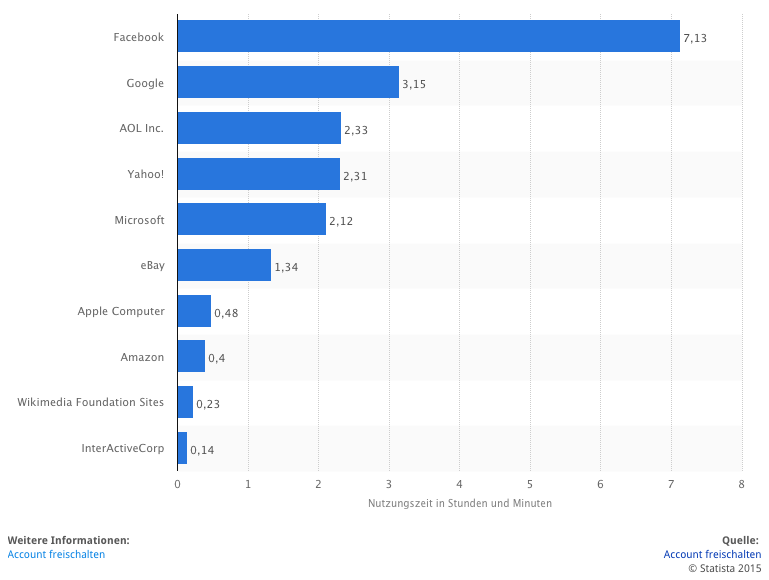 Facebook 7,13
Google 3,15
AOL Inc. 2,33
Yahoo! 2,31
Microsoft 2,12
eBay 1,34
Apple Computer 0,48
Amazon 0,4
Wikimedia Foundation Sites 0,23
InterActiveCorp 0,14
0 1 2 3 4 5 6 7 8
Nutzungszeit in Stunden und Minuten
Weitere Informationen: Quelle:
Account freischalten Account freischalten
© Statista 2015